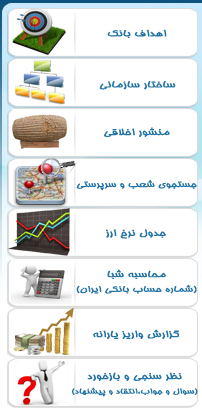 اهداف بانک
ساختار سازمانی
منشور اخلاقی
جستجوی شعب و سرپرستی
جدول نرخ ارز
محاسبه شبا
(شماره حساب بانکی ایران)
گزارش واریز یارانه
نظر سنجی و بازخورد
(سوال و جواب،انتقاد و پیشنهاد)